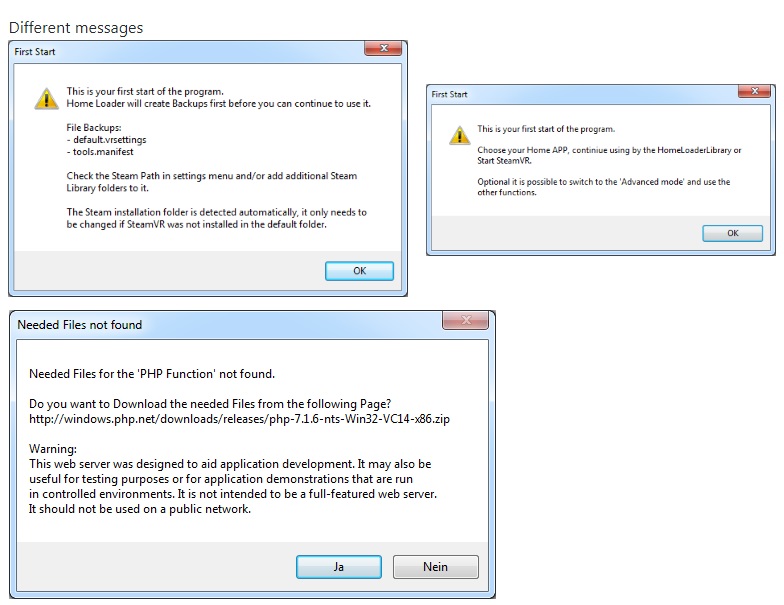 Different messages
First Start
This is your first start of the program.
Home Loader will create Backups first before you can continue to use it.
File Backups:
- default.vrsettings
- tools.manifest
Check the Steam Path in settings menu and/or add additional Steam
Library folders to it.
The Steam installation folder is detected automatically, it only needs to
be changed if SteamVR was not installed in the default folder.
OK
First Start
This is your first start of the program.
Choose your Home APP, continiue using by the HomeLoaderLibrary or
Start SteamVR.
Optional it is possible to switch to the 'Advanced mode' and use the
other functions.
OK
Needed Files not found
Needed Files for the 'PHP Function' not found.
Do you want to Download the needed Files from the following Page?
http://windows.php.net/downloads/releases/php-7.1.6-nts-Win32-VC14-x86.zip
Warning:
This web server was designed to aid application development. It may also be
useful for testing purposes or for application demonstrations that are run
in controlled environments. It is not intended to be a full-featured web server.
It should not be used on a public network.
Ja
Nein